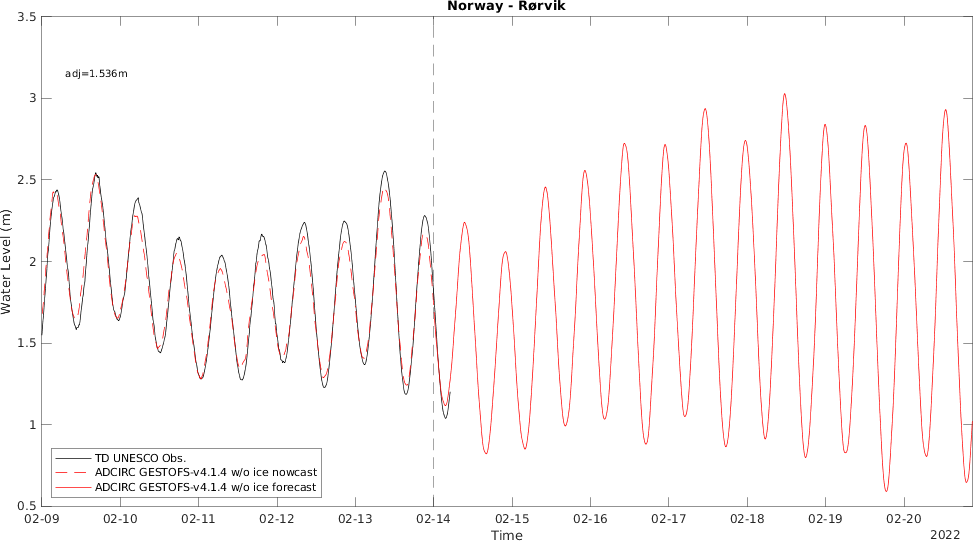 Norway - Rørvik
3.5
adj=1.536m
3
2.5
2
1.5
1
0.5
Water Level (m)
TD UNESCO Obs.
ADCIRC GESTOFS-v4.1.4 w/o ice nowcast
ADCIRC GESTOFS-v4.1.4 w/o ice forecast
02-09 02-10 02-11 02-12 02-13 02-14 02-15 02-16 02-17 02-18 02-19 02-20
Time
2022